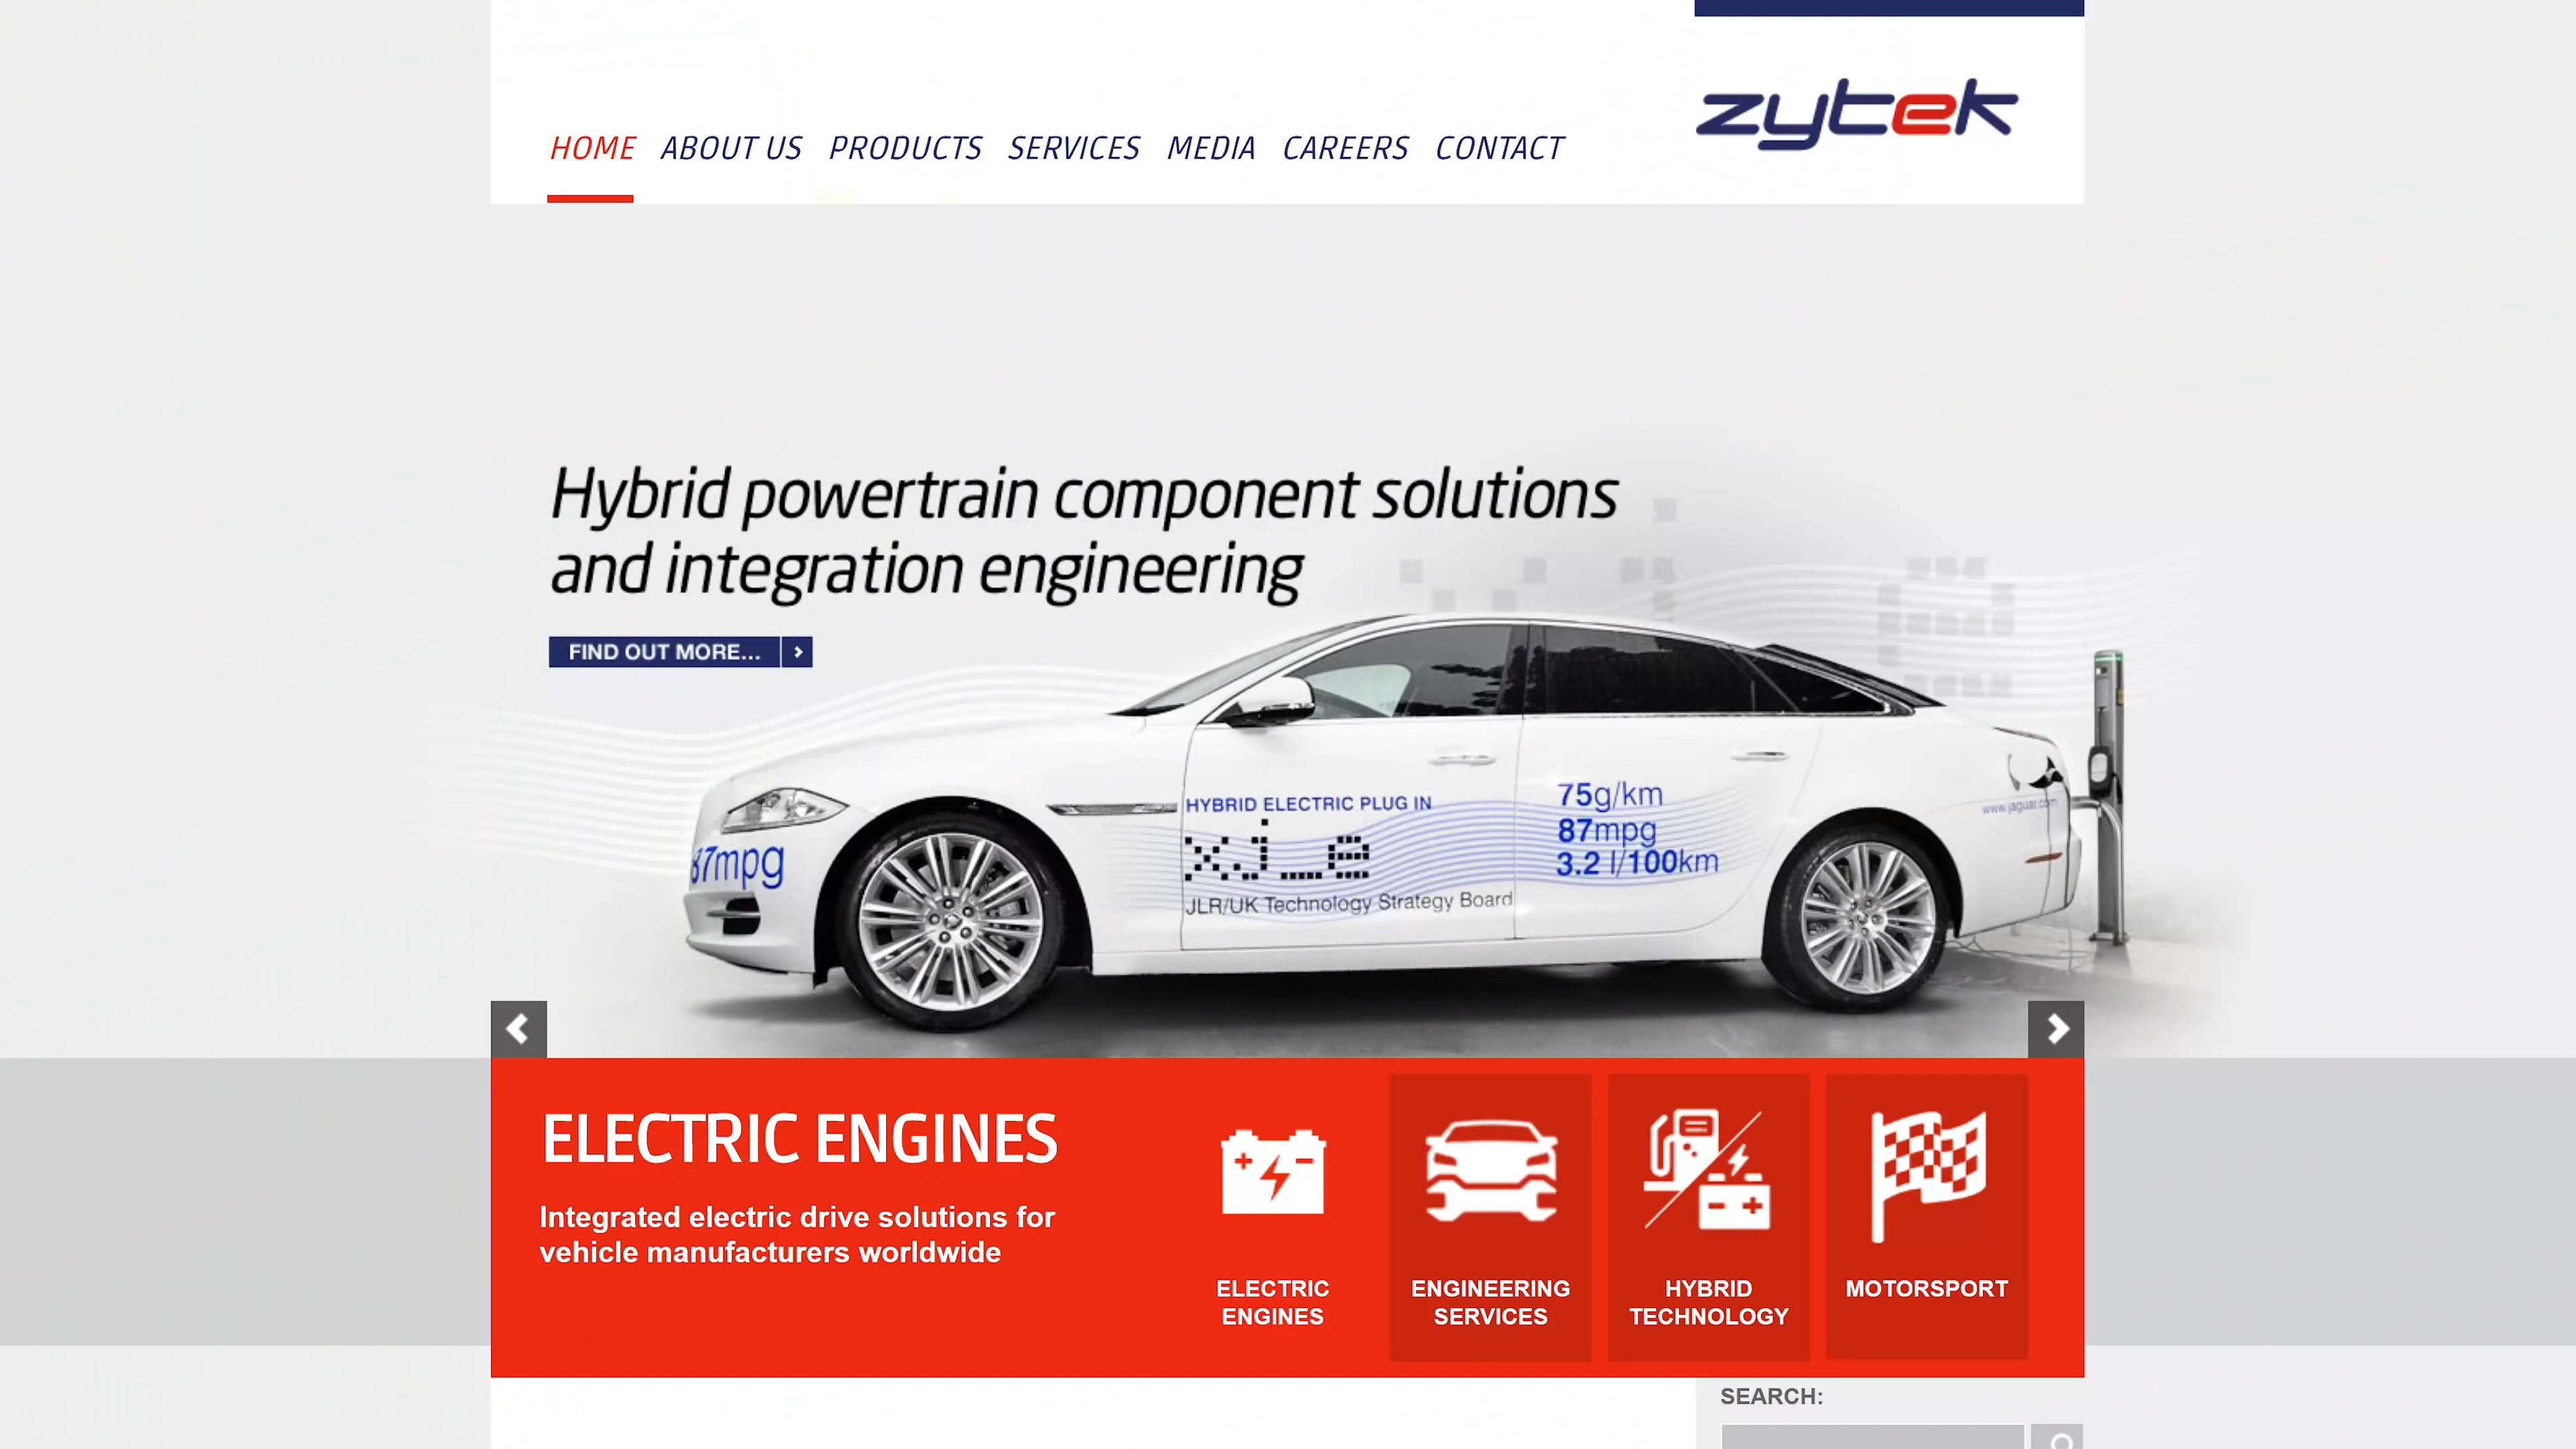 HOME ABOUT US PRODUCTS SERVICES MEDIA CAREERS CONTACT
zytek
Hybrid powertrain component solutions
and integration engineering
FIND OUT MORE...
HYBRID ELECTRIC PLUG IN
xj_e
JLR/UK Technology Strategy Board
75g/km
87mpg
3.2 l/100km
www.jaguar.com
87mpg
ELECTRIC ENGINES
Integrated electric drive solutions for
vehicle manufacturers worldwide
ELECTRIC
ENGINES
ENGINEERING
SERVICES
HYBRID
TECHNOLOGY
MOTORSPORT
SEARCH: